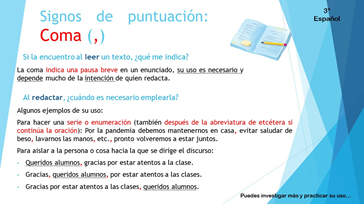 Signos de puntuación:
Coma (,)
3°
Español
Si la encuentro al leer un texto, ¿qué me indica?
La coma indica una pausa breve en un enunciado, su uso es necesario y
depende mucho de la intención de quien redacta.
Al redactar, ¿cuándo es necesario emplearla?
Algunos ejemplos de su uso:
Para hacer una serie o enumeración (también después de la abreviatura de etcétera si
continúa la oración): Por la pandemia debemos mantenernos en casa, evitar saludar de
beso, lavarnos las manos, etc., pronto volveremos a estar juntos.
Para aislar a la persona o cosa hacia la que se dirige el discurso:
• Queridos alumnos, gracias por estar atentos a la clase.
• Gracias, queridos alumnos, por estar atentos a las clases.
• Gracias por estar atentos a las clases, queridos alumnos.
Puedes investigar más y practicar su uso...